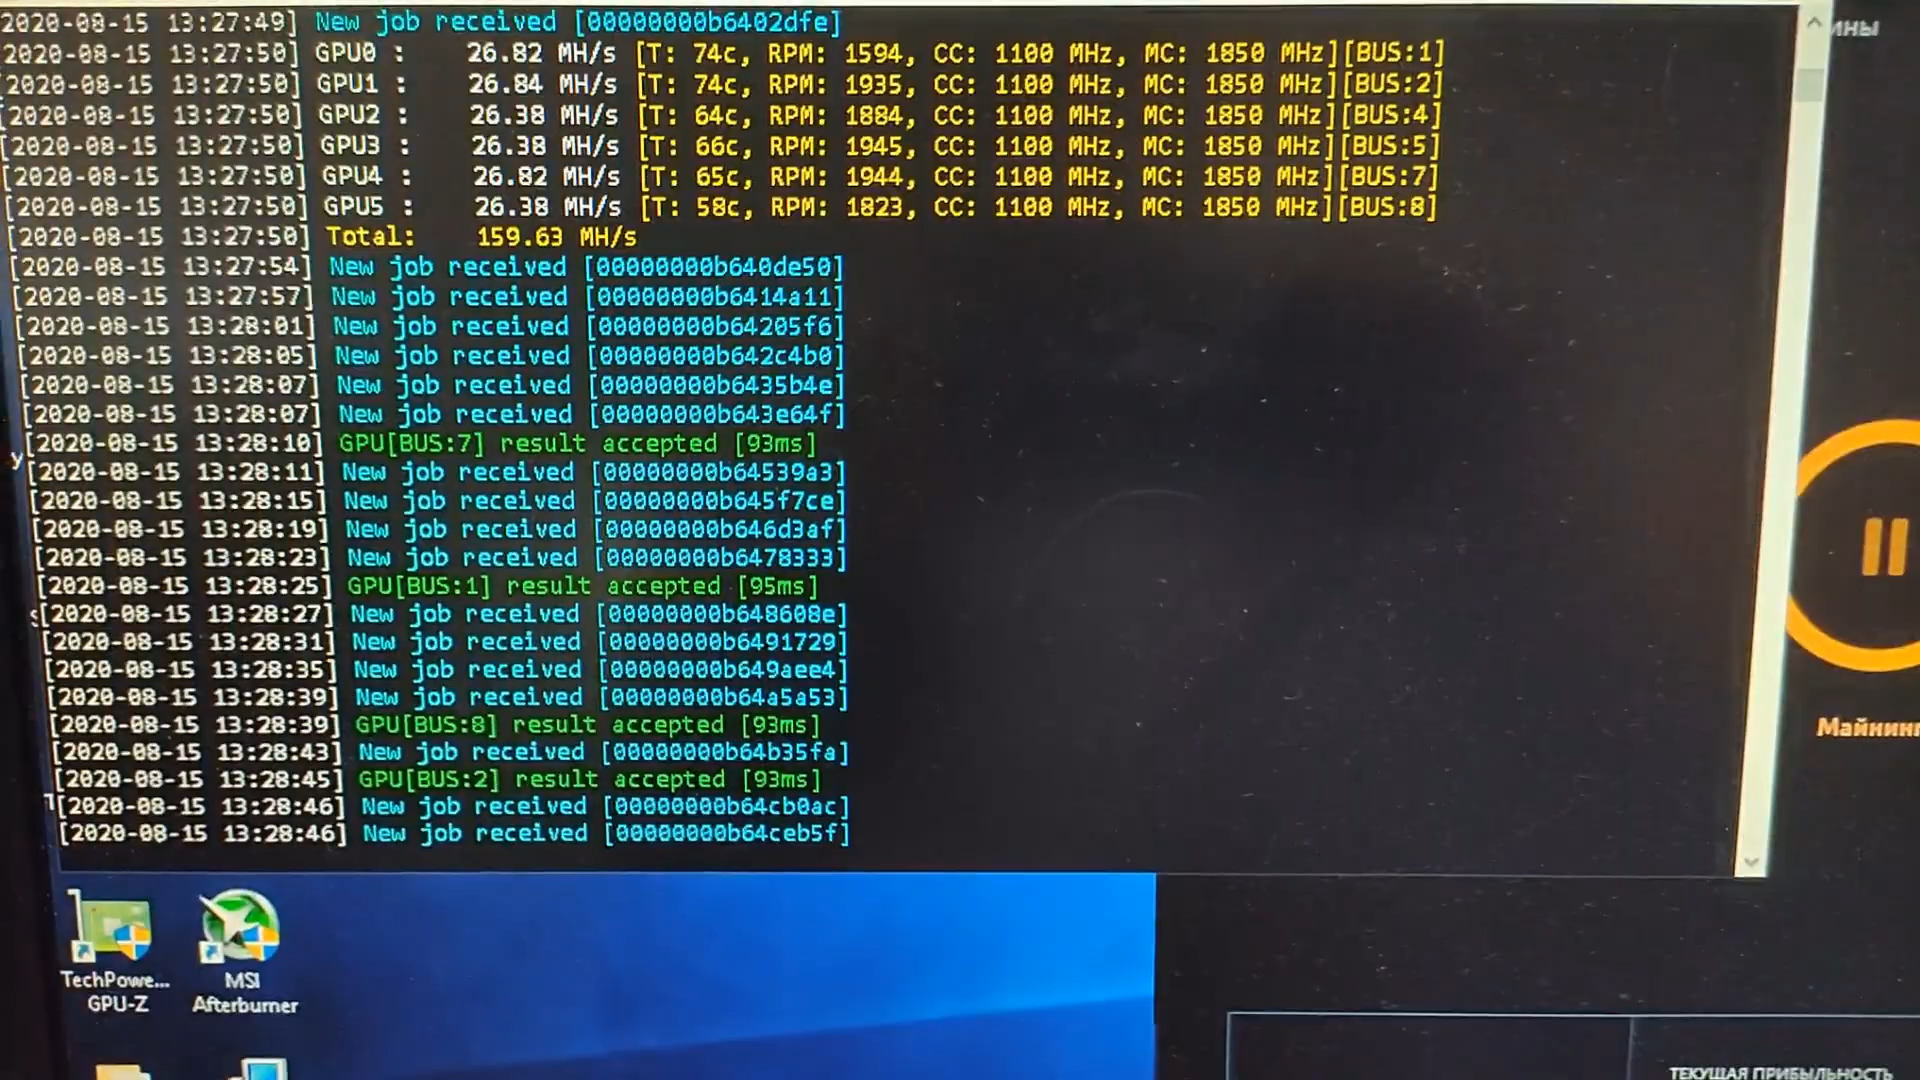 2020-08-15 13:27:49] New job received [00000000b6402dfe]
2020-08-15 13:27:50] GPU0 : 26.82 MH/s [T: 74c, RPM: 1594, CC: 1100 MHz, MC: 1850 MHz][BUS:1]
[2020-08-15 13:27:50] GPU1 : 26.84 MH/s [T: 74c, RPM: 1935, CC: 1100 MHz, MC: 1850 MHz][BUS:2]
[2020-08-15 13:27:50] GPU2 : 26.38 MH/s [T: 64c, RPM: 1884, CC: 1100 MHz, MC: 1850 MHz][BUS:4]
[2020-08-15 13:27:50] GPU3 : 26.38 MH/s [T: 66c, RPM: 1945, CC: 1100 MHz, MC: 1850 MHz][BUS:5]
[2020-08-15 13:27:50] GPU4 : 26.82 MH/s [T: 65c, RPM: 1944, CC: 1100 MHz, MC: 1850 MHz][BUS:7]
[2020-08-15 13:27:50] GPU5 : 26.38 MH/s [T: 58c, RPM: 1823, CC: 1100 MHz, MC: 1850 MHz][BUS:8]
[2020-08-15 13:27:50] Total: 159.63 MH/s
[2020-08-15 13:27:54] New job received [00000000b640de50]
[2020-08-15 13:27:57] New job received [00000000b6414a11]
[2020-08-15 13:28:01] New job received [00000000b64205f6]
[2020-08-15 13:28:05] New job received [00000000b642c4b0]
[2020-08-15 13:28:07] New job received [00000000b6435b4e]
[2020-08-15 13:28:07] New job received [00000000b643e64f]
[2020-08-15 13:28:10] GPU[BUS:7] result accepted [93ms]
[2020-08-15 13:28:11] New job received [00000000b64539a3]
[2020-08-15 13:28:15] New job received [00000000b645f7ce]
[2020-08-15 13:28:19] New job received [00000000b646d3af]
[2020-08-15 13:28:23] New job received [00000000b6478333]
[2020-08-15 13:28:25] GPU[BUS:1] result accepted [95ms]
[2020-08-15 13:28:27] New job received [00000000b648608e]
[2020-08-15 13:28:31] New job received [00000000b6491729]
[2020-08-15 13:28:35] New job received [00000000b649aee4]
[2020-08-15 13:28:39] New job received [00000000b64a5a53]
[2020-08-15 13:28:39] GPU[BUS:8] result accepted [93ms]
[2020-08-15 13:28:43] New job received [00000000b64b35fa]
[2020-08-15 13:28:45] GPU[BUS:2] result accepted [93ms]
[2020-08-15 13:28:46] New job received [00000000b64cb0ac]
[2020-08-15 13:28:46] New job received [00000000b64ceb5f]
TechPowe...
GPU-Z
MSI
Afterburner
ины
Майнинг
ТЕКУЩАЯ ПРИБЫЛЬНОСТЬ